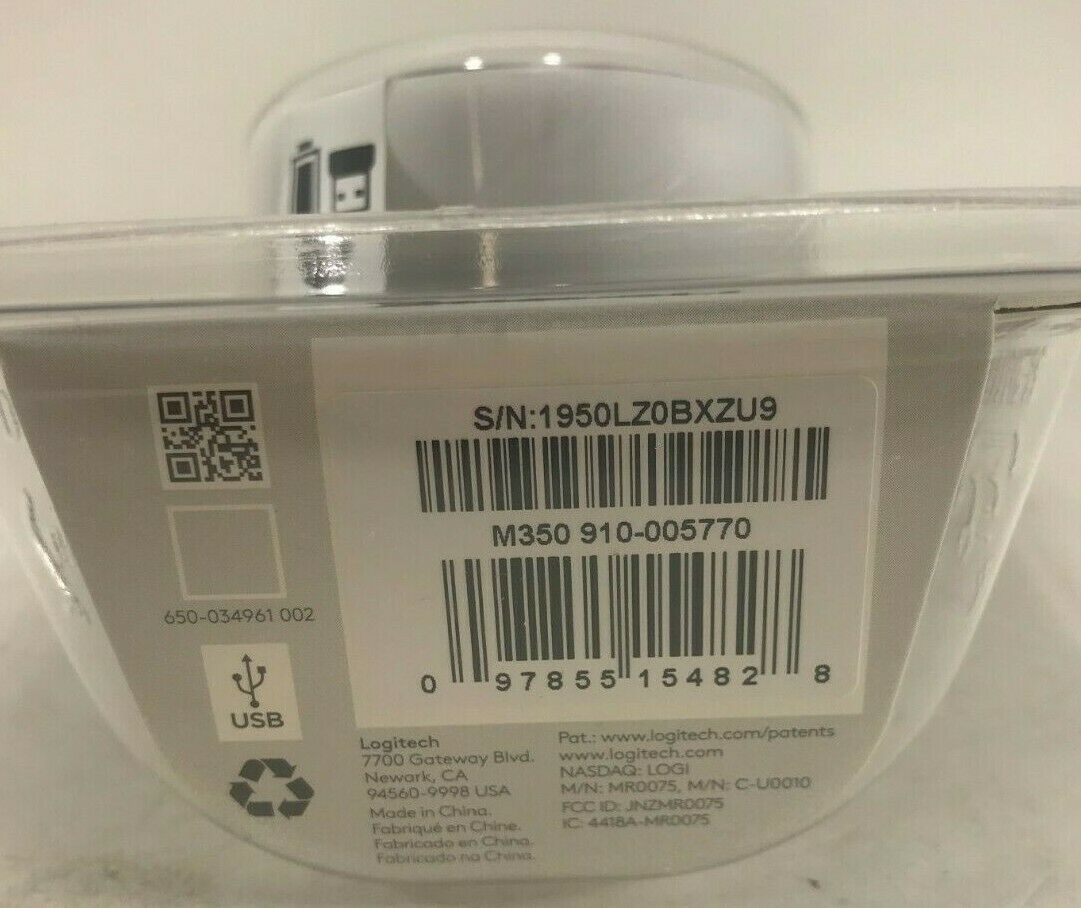 S/N:1950LZ0BXZU9
M350 910-005770
0 97855 15482 8
650-034961 002
USB
Logitech
7700 Gateway Blvd.
Newark, CA
94560-9998 USA
Made in China.
Fabriqué en Chine.
Fabricado en China.
Fabricado na China.
Pat.: www.logitech.com/patents
www.logitech.com
NASDAQ: LOGI
M/N: MR0075, M/N: C-U0010
FCC ID: JNZMR0075
IC: 4418A-MR0075